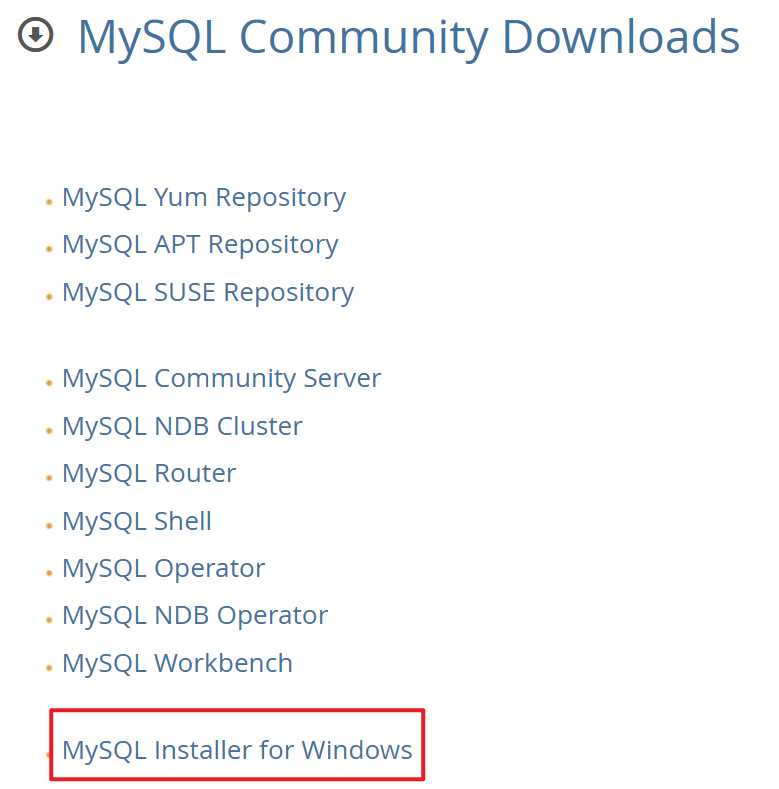 MySQL Community Downloads
MySQL Yum Repository
MySQL APT Repository
MySQL SUSE Repository
MySQL Community Server
MySQL NDB Cluster
MySQL Router
MySQL Shell
MySQL Operator
MySQL NDB Operator
MySQL Workbench
MySQL Installer for Windows